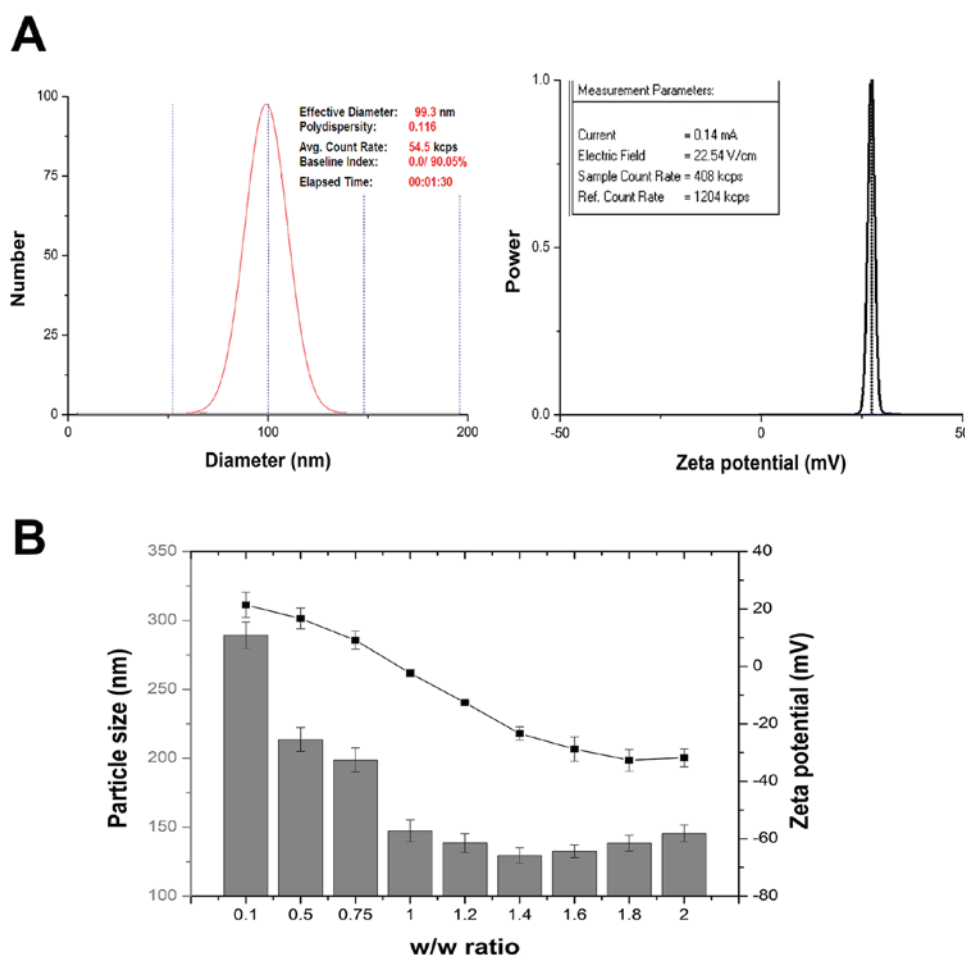 A
100
75
50
25
0
Number
Effective Diameter: 99.3 nm
Polydispersity: 0.116
Avg. Count Rate: 54.5 kcps
Baseline Index: 0.0/ 90.05%
Elapsed Time: 00:01:30
0 100 200
Diameter (nm)
1.0
0.5
0.0
Power
Measurement Parameters:
Current = 0.14 mA
Electric Field = 22.54 V/cm
Sample Count Rate = 408 kcps
Ref. Count Rate = 1204 kcps
-50 0 50
Zeta potential (mV)
B
350
300
250
200
150
100
Particle size (nm)
40
20
0
-20
-40
-60
-80
Zeta potential (mV)
0.1 0.5 0.75 1 1.2 1.4 1.6 1.8 2
w/w ratio